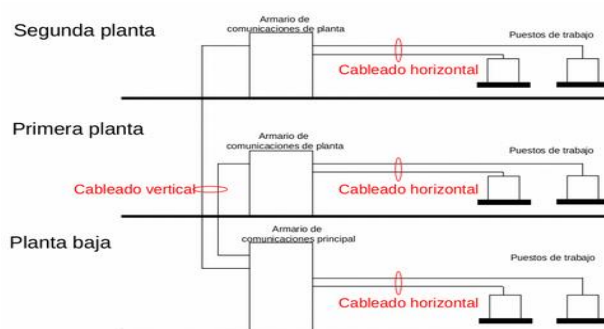 Segunda planta
Armario de
comunicaciones de planta
Puestos de trabajo
Cableado horizontal
Primera planta
Armario de
comunicaciones de planta
Puestos de trabajo
Cableado vertical
Cableado horizontal
Planta baja
Armario de
comunicaciones principal
Puestos de trabajo
Cableado horizontal